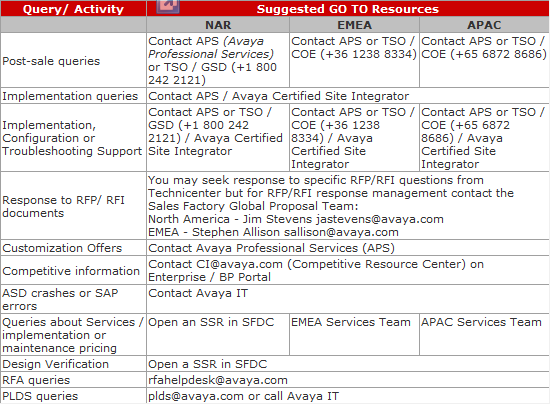 Query/ Activity Suggested GO TO Resources
NAR EMEA APAC
Post-sale queries
Contact APS (Avaya
Professional Services)
or TSO / GSD (+1 800
242 2121)
Contact APS or TSO /
COE (+36 1238 8334)
Contact APS or TSO /
COE (+65 6872 8686)
Implementation queries Contact APS / Avaya Certified Site Integrator
Implementation,
Configuration or
Troubleshooting Support
Contact APS or TSO /
GSD (+1 800 242
2121) / Avaya Certified
Site Integrator
Contact APS or TSO /
COE (+36 1238
8334) / Avaya
Certified Site
Integrator
Contact APS or TSO /
COE (+65 6872
8686) / Avaya
Certified Site
Integrator
Response to RFP/ RFI
documents
You may seek response to specific RFP/RFI questions from
Technicenter but for RFP/RFI response management contact the
Sales Factory Global Proposal Team:
North America - Jim Stevens jastevens@avaya.com
EMEA - Stephen Allison sallison@avaya.com
Customization Offers Contact Avaya Professional Services (APS)
Competitive information
Contact CI@avaya.com (Competitive Resource Center) on
Enterprise / BP Portal
ASD crashes or SAP
errors
Contact Avaya IT
Queries about Services /
implementation or
maintenance pricing
Open an SSR in SFDC
EMEA Services Team
APAC Services Team
Design Verification Open a SSR in SFDC
RFA queries rfahelpdesk@avaya.com
PLDS queries plds@avaya.com or call Avaya IT